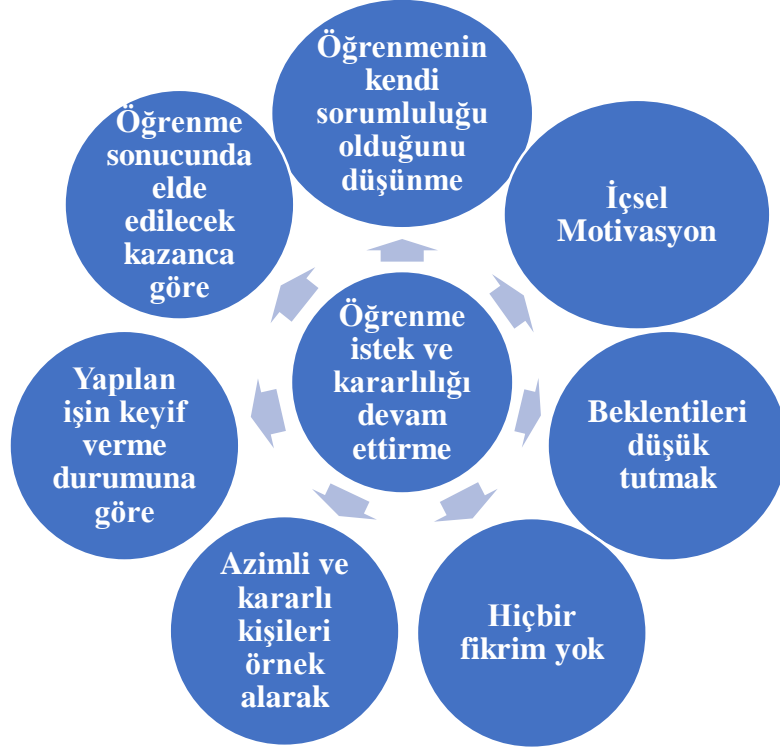 Öğrenmenin
kendi
sorumluluğu
olduğunu
düşünme
İçsel
Motivasyon
Beklentileri
düşük
tutmak
Hiçbir
fikrim yok
Azimli ve
kararlı
kişileri
örnek
alarak
Yapılan
işin keyif
verme
durumuna
göre
Öğrenme
sonucunda
elde
edilecek
kazanca
göre
Öğrenme
istek ve
kararlılığı
devam
ettirme